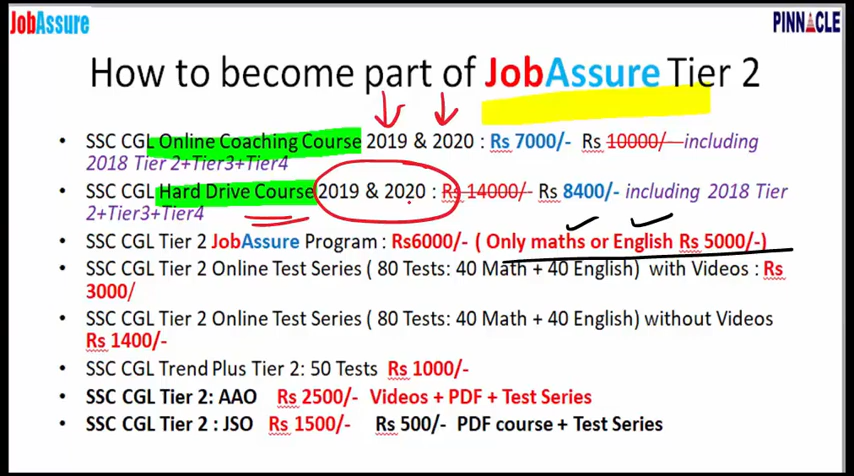 JobAssure
PINNACLE
How to become part of JobAssure Tier 2
• SSC CGL Online Coaching Course 2019 & 2020 : Rs 7000/- Rs 10000/- including
2018 Tier 2+Tier3+Tier4
• SSC CGL Hard Drive Course 2019 & 2020 : Rs 14000/- Rs 8400/- including 2018 Tier
2+Tier3+Tier4
• SSC CGL Tier 2 JobAssure Program : Rs6000/- ( Only maths or English Rs 5000/-)
• SSC CGL Tier 2 Online Test Series ( 80 Tests: 40 Math + 40 English) with Videos : Rs
3000/
• SSC CGL Tier 2 Online Test Series ( 80 Tests: 40 Math + 40 English) without Videos
Rs 1400/-
• SSC CGL Trend Plus Tier 2: 50 Tests Rs 1000/-
• SSC CGL Tier 2: AAO Rs 2500/- Videos + PDF + Test Series
• SSC CGL Tier 2 : JSO Rs 1500/- Rs 500/- PDF course + Test Series